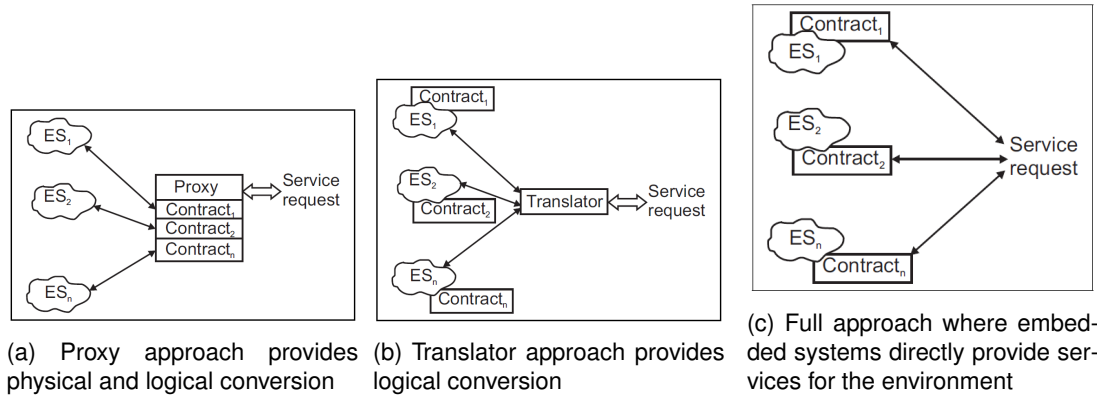 ES₁
ES₂
ESₙ
Proxy
Contract₁
Contract₂
Contractₙ
Service
request
(a) Proxy approach provides
physical and logical conversion
Contract₁
ES₁
ES₂
Contract₂
ESₙ
Contractₙ
Translator
Service
request
(b) Translator approach provides
logical conversion
Contract₁
ES₁
ES₂
Contract₂
ESₙ
Contractₙ
Service
request
(c) Full approach where embed-
ded systems directly provide ser-
vices for the environment